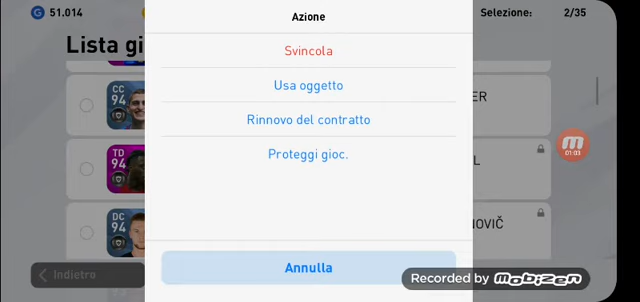 51.014
Azione
Selezione: 2/35
Lista gi
Svincola
CC
94
Usa oggetto
ER
Rinnovo del contratto
01:03
TD
94
Proteggi gioc.
L
DC
94
NOVIČ
Indietro
Annulla
Recorded by MOBIZEN